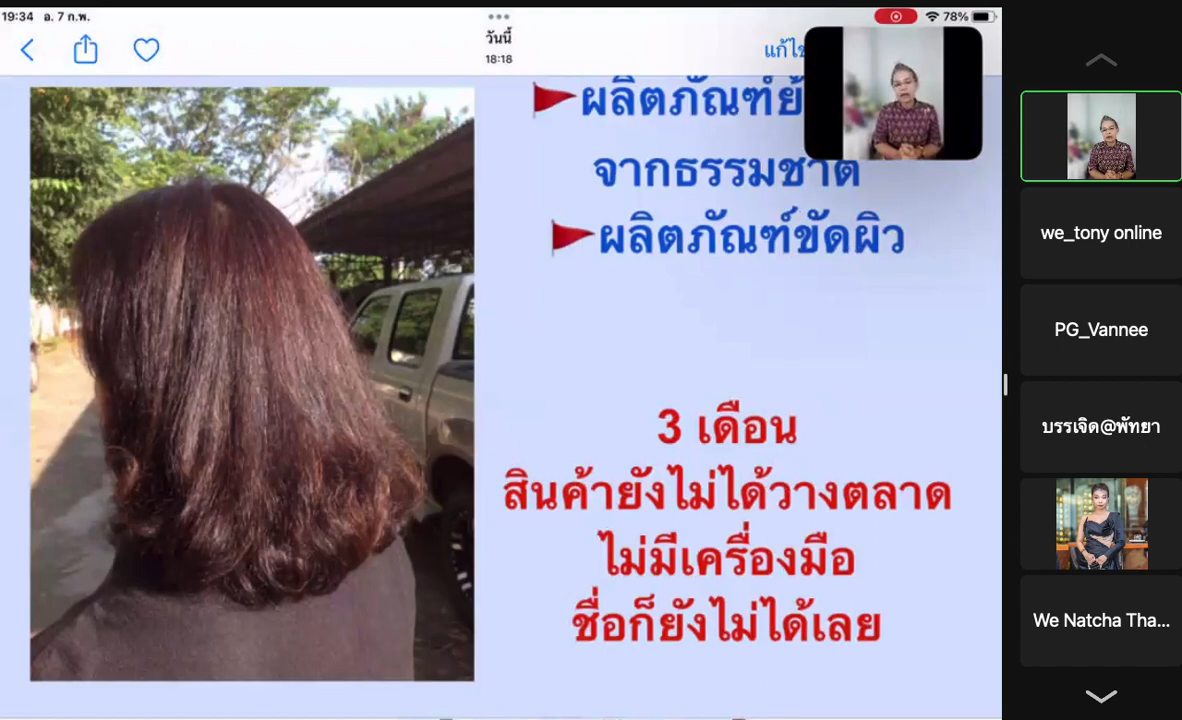 19:34 อ. 7 ก.พ.
78%
วันนี้
18:18
ผลิตภัณฑ์
จากธรรมชาติ
ผลิตภัณฑ์ขัดผิว
3 เดือน
สินค้ายังไม่ได้วางตลาด
ไม่มีเครื่องมือ
ชื่อก็ยังไม่ได้เลย
we_tony online
PG_Vannee
บรรเจิด@พัทยา
We Natcha Tha...